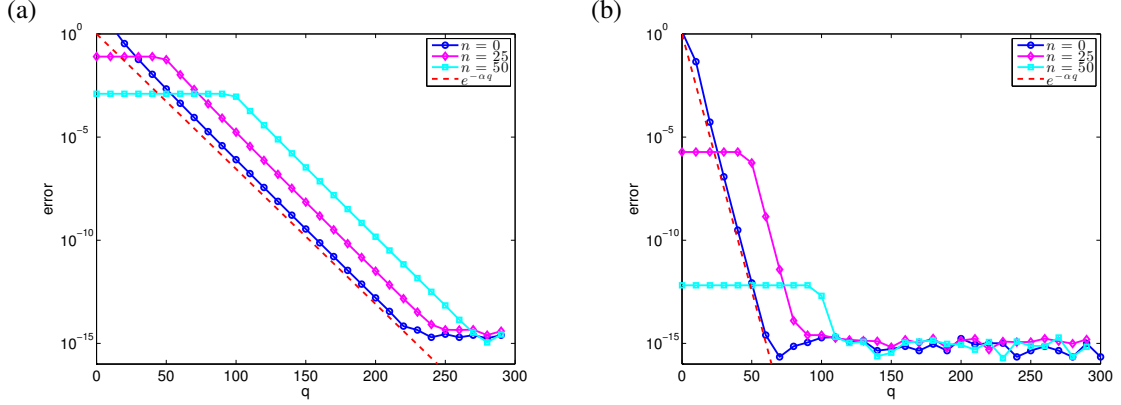 (a)
10^0
10^{-5}
10^{-10}
10^{-15}
error
0 50 100 150 200 250 300
q
n = 0
n = 25
n = 50
e^{-αq}
(b)
10^0
10^{-5}
10^{-10}
10^{-15}
error
0 50 100 150 200 250 300
q
n = 0
n = 25
n = 50
e^{-αq}